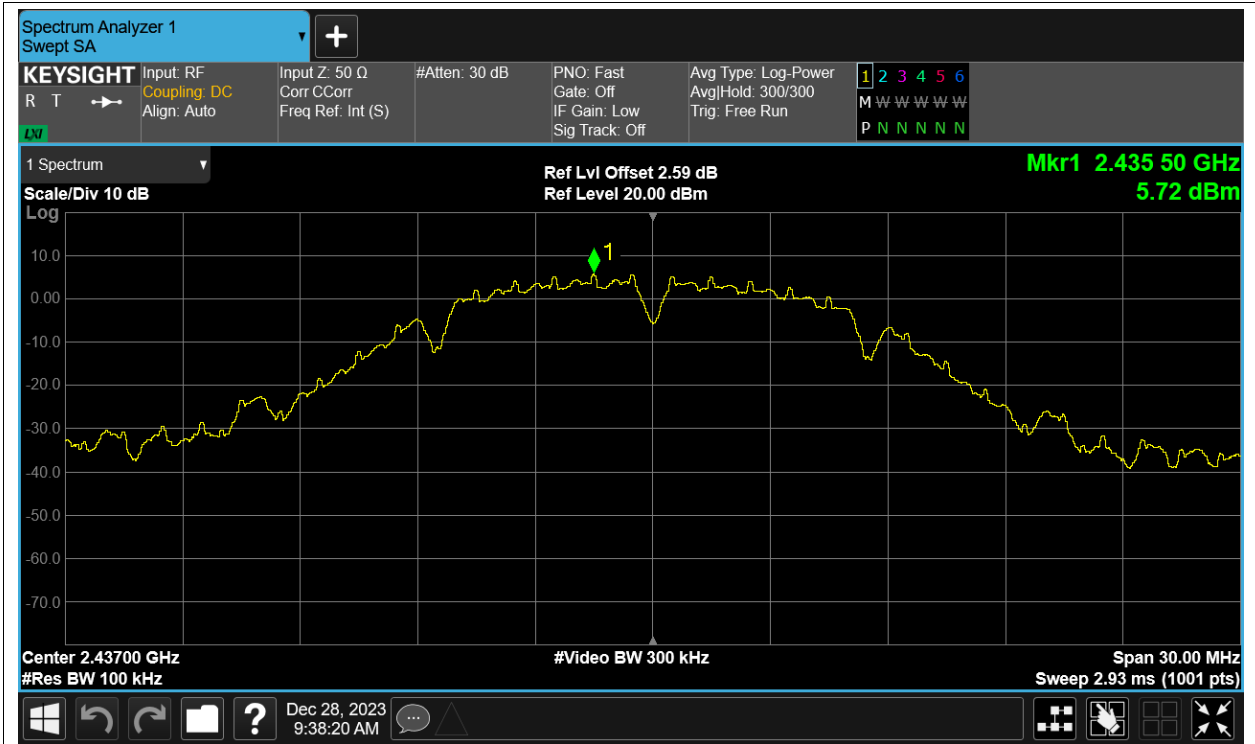 Spectrum Analyzer 1
Swept SA
+
KEYSIGHT
R T
LXI
Input: RF
Coupling: DC
Align: Auto
Input Z: 50 Ω
Corr CCorr
Freq Ref: Int (S)
#Atten: 30 dB
PNO: Fast
Gate: Off
IF Gain: Low
Sig Track: Off
Avg Type: Log-Power
Avg|Hold: 300/300
Trig: Free Run
1 2 3 4 5 6
M W W W W W
P N N N N N
1 Spectrum
Scale/Div 10 dB
Ref Lvl Offset 2.59 dB
Ref Level 20.00 dBm
Mkr1 2.435 50 GHz
5.72 dBm
Log
1
10.0
0.00
-10.0
-20.0
-30.0
-40.0
-50.0
-60.0
-70.0
Center 2.43700 GHz
#Video BW 300 kHz
Span 30.00 MHz
#Res BW 100 kHz
Sweep 2.93 ms (1001 pts)
?
Dec 28, 2023
9:38:20 AM